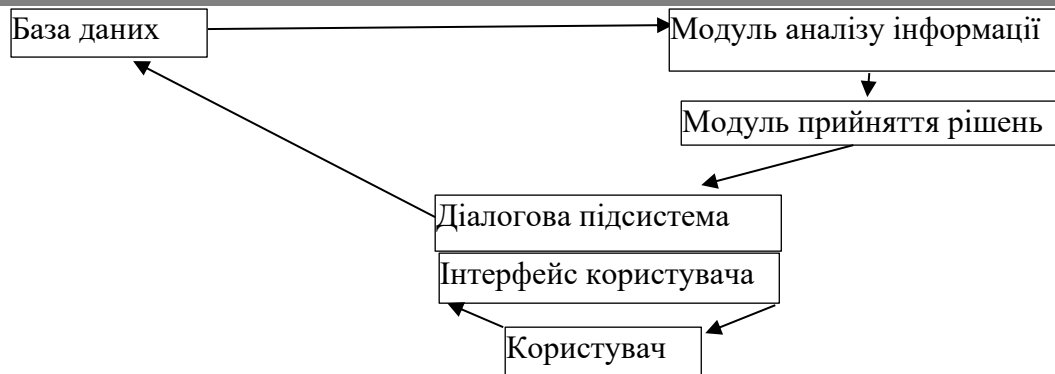 База даних
Модуль аналізу інформації
Модуль прийняття рішень
Діалогова підсистема
Інтерфейс користувача
Користувач